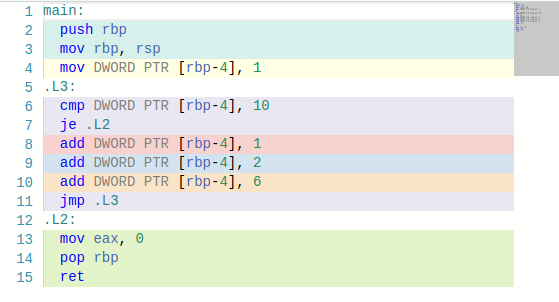 1 main:
2 push rbp
3 mov rbp, rsp
4 mov DWORD PTR [rbp-4], 1
5 .L3:
6 cmp DWORD PTR [rbp-4], 10
7 je .L2
8 add DWORD PTR [rbp-4], 1
9 add DWORD PTR [rbp-4], 2
10 add DWORD PTR [rbp-4], 6
11 jmp .L3
12 .L2:
13 mov eax, 0
14 pop rbp
15 ret